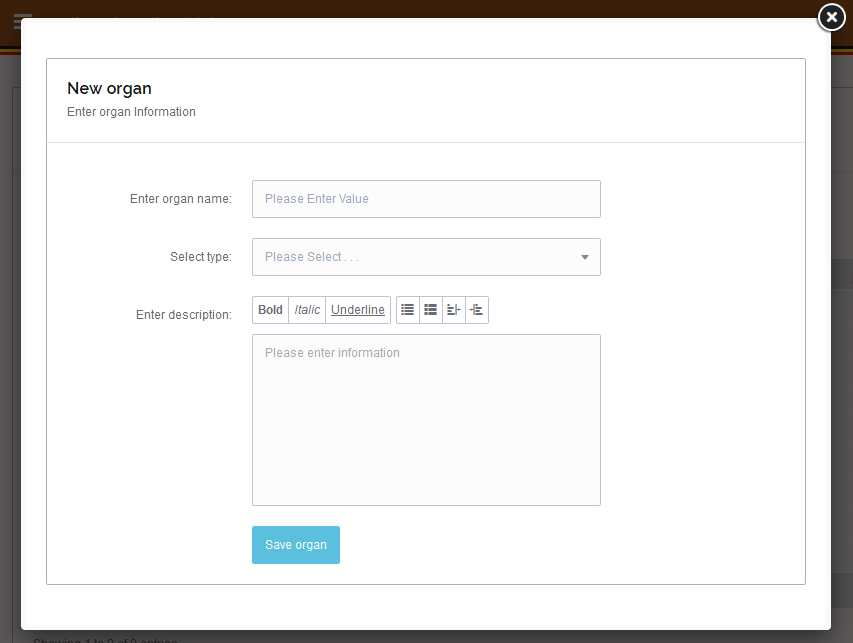 New organ
Enter organ Information
Enter organ name:
Please Enter Value
Select type:
Please Select . . .
Enter description:
Bold Italic Underline
Please enter information
Save organ